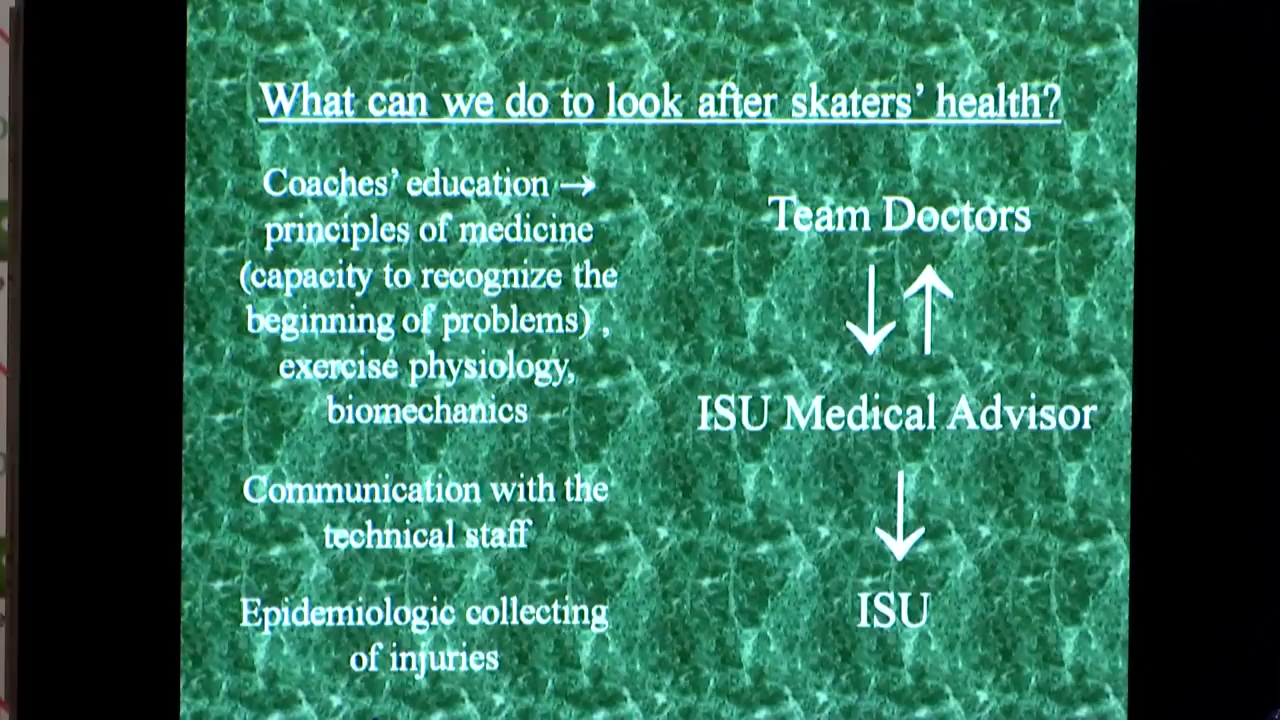 What can we do to look after skaters’ health?
Coaches’ education →
principles of medicine
(capacity to recognize the
beginning of problems) ,
exercise physiology,
biomechanics
Communication with the
technical staff
Epidemiologic collecting
of injuries
Team Doctors
↓ ↑
ISU Medical Advisor
↓
ISU